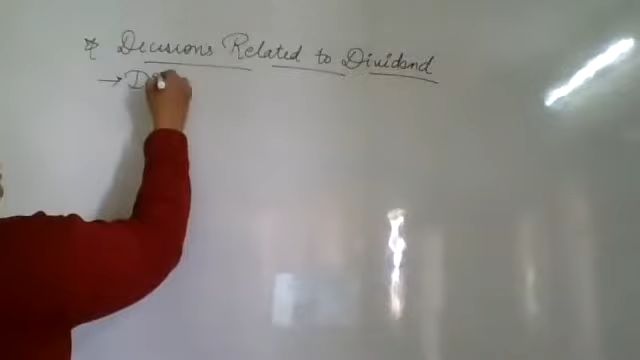 * Decisions Related to Dividend
→ D